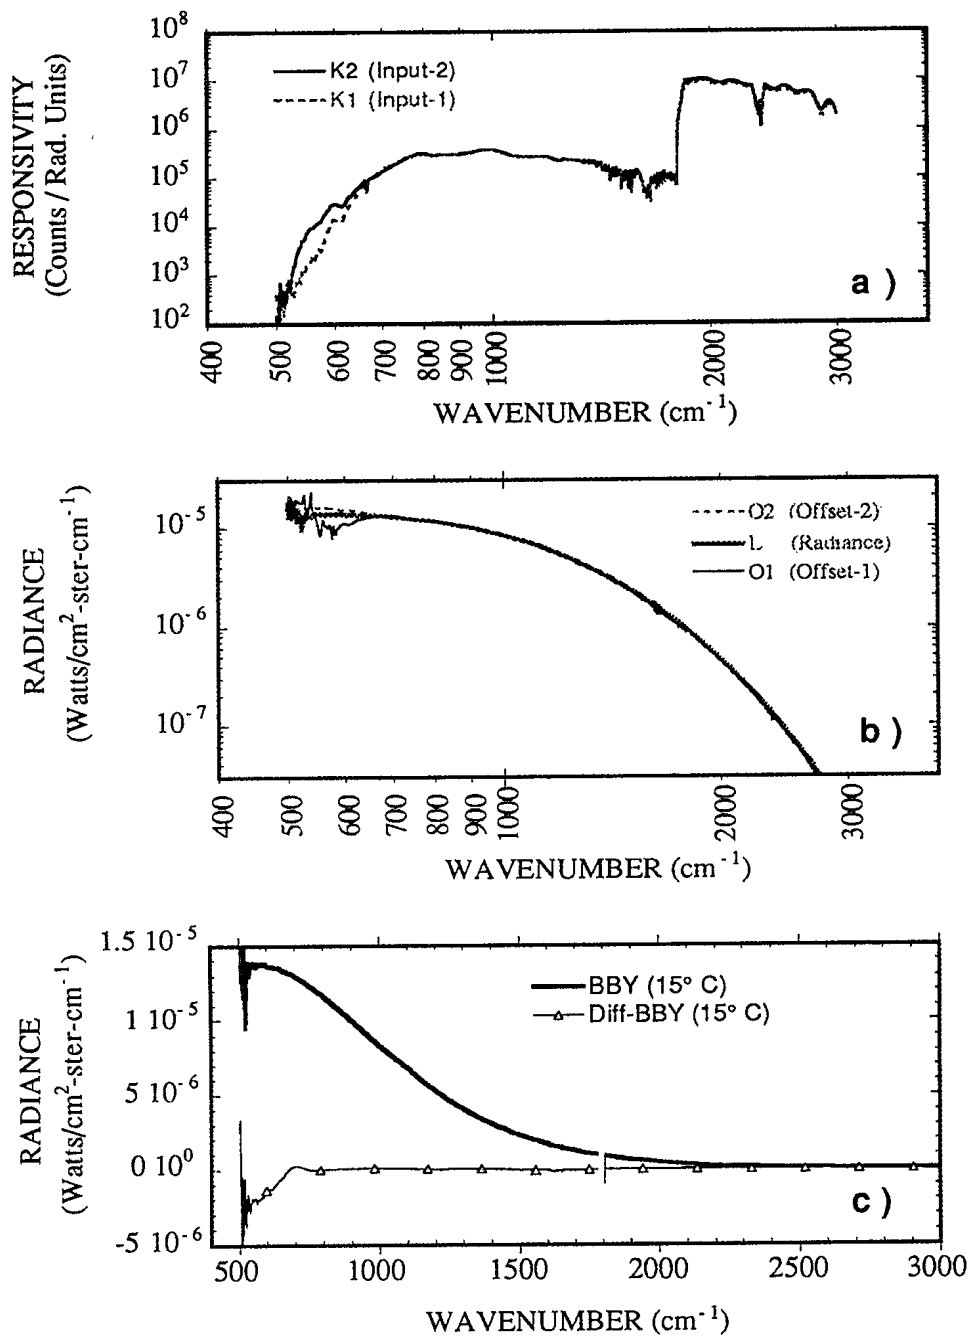 RESPONSIVITY
(Counts / Rad. Units)
10^8
10^7
10^6
10^5
10^4
10^3
10^2
K2 (Input-2)
K1 (Input-1)
a )
400
500
600
700
800
900
1000
2000
3000
WAVENUMBER (cm^-1)
RADIANCE
(Watts/cm^2-ster-cm^-1)
10^-5
10^-6
10^-7
O2 (Offset-2)
L (Radiance)
O1 (Offset-1)
b )
400
500
600
700
800
900
1000
2000
3000
WAVENUMBER (cm^-1)
RADIANCE
(Watts/cm^2-ster-cm^-1)
1.5 10^-5
1 10^-5
5 10^-6
0 10^0
-5 10^-6
BBY (15° C)
Diff-BBY (15° C)
c )
500
1000
1500
2000
2500
3000
WAVENUMBER (cm^-1)